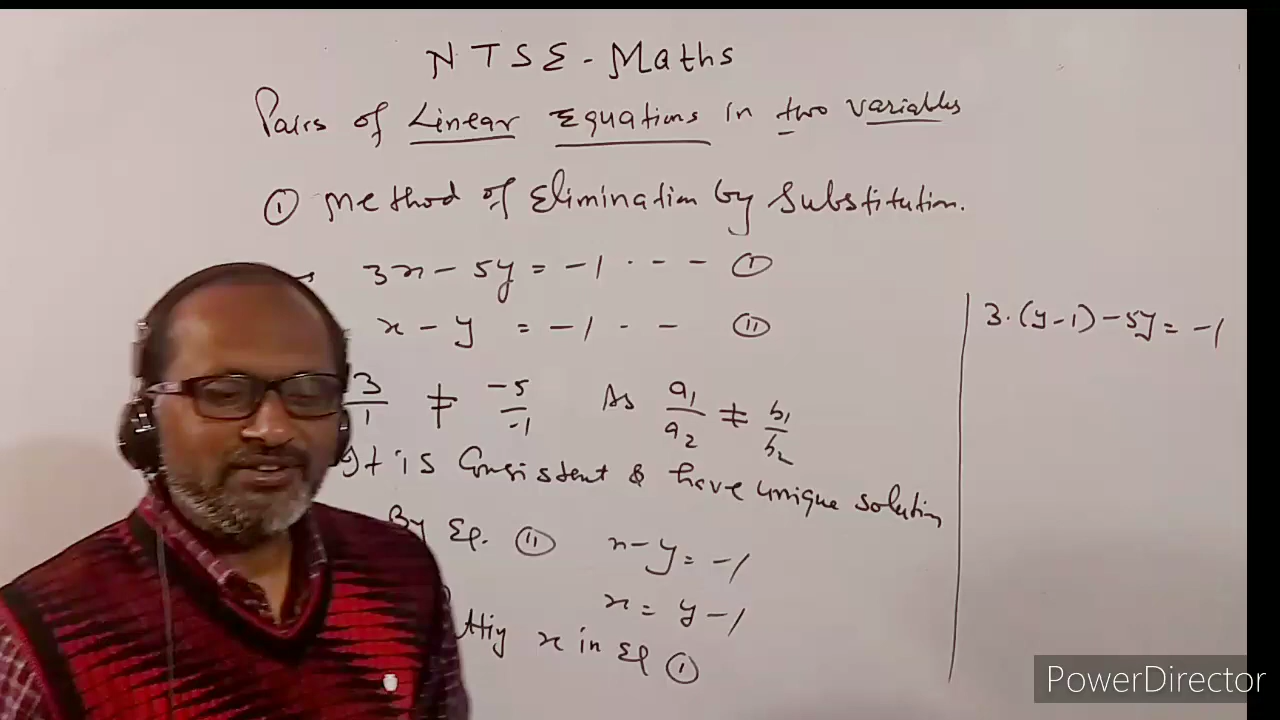 NTSE - Maths
Pairs of Linear Equations in two variables
① Method of Elimination by Substitution.
3x - 5y = -1 - - - ①
x - y = -1 - - ⑪
3/1 ≠ -5/-1 As a₁/a₂ ≠ b₁/b₂
It is Consistent & have unique solution
By Eq. ⑪ x - y = -1
x = y - 1
x in Eq ①
3.(y-1) - 5y = -1
PowerDirector